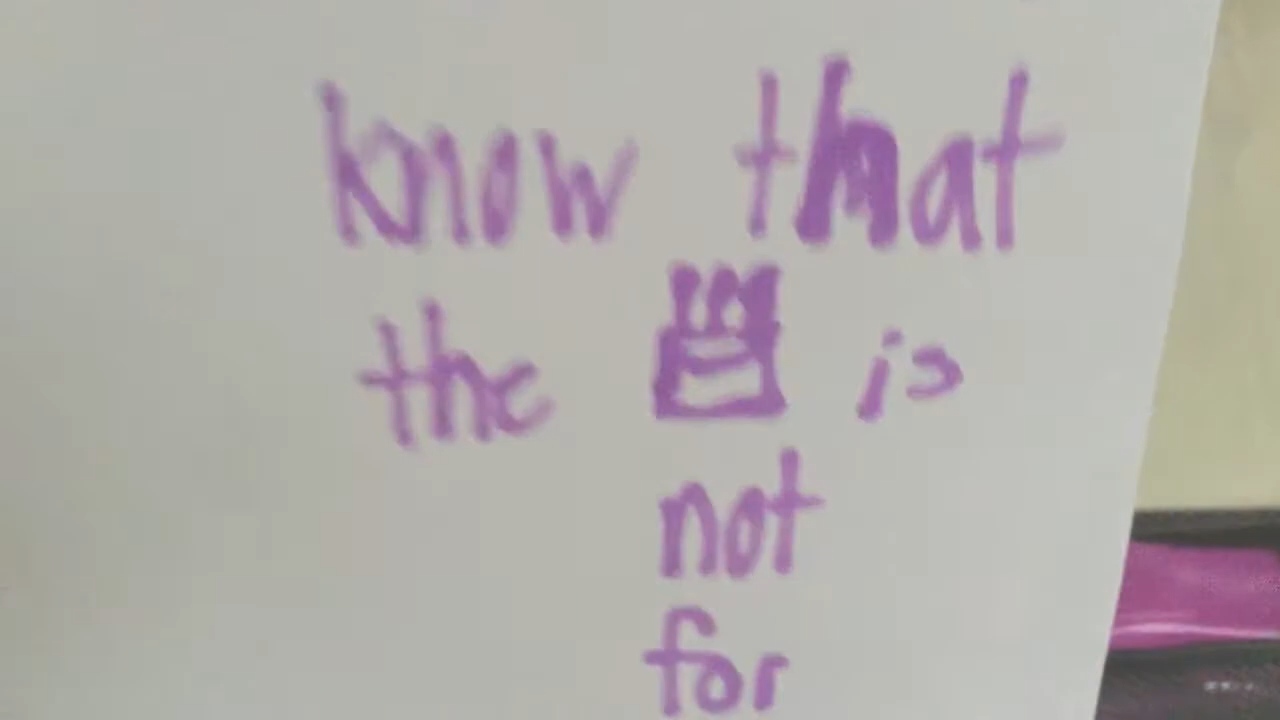 know that
the is
not
for